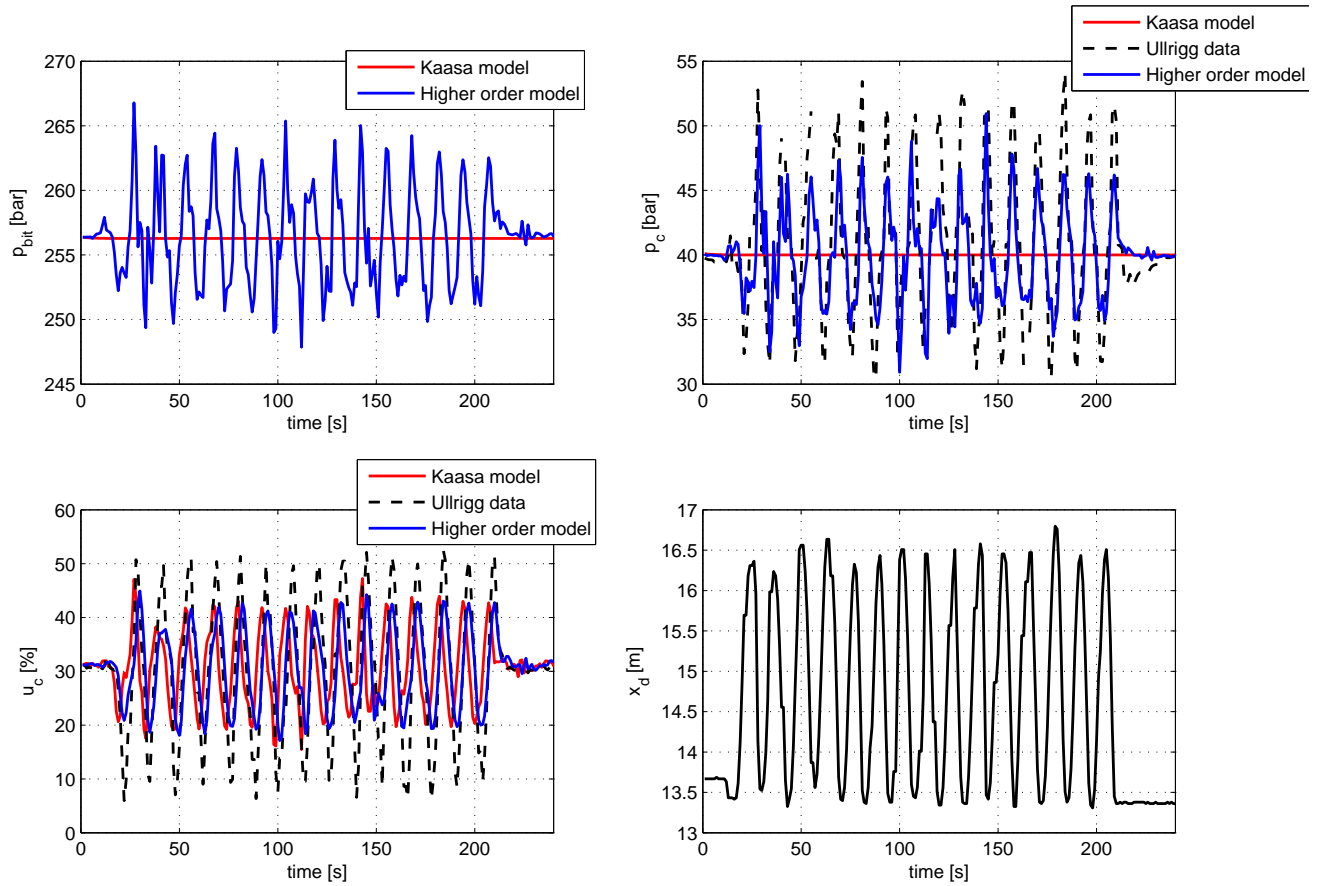 Kaasa model
Higher order model
270
265
260
255
250
245
p_bit [bar]
0 50 100 150 200
time [s]
Kaasa model
Ullrigg data
Higher order model
55
50
45
40
35
30
p_c [bar]
0 50 100 150 200
time [s]
Kaasa model
Ullrigg data
Higher order model
60
50
40
30
20
10
0
u_c [%]
0 50 100 150 200
time [s]
17
16.5
16
15.5
15
14.5
14
13.5
13
x_d [m]
0 50 100 150 200
time [s]